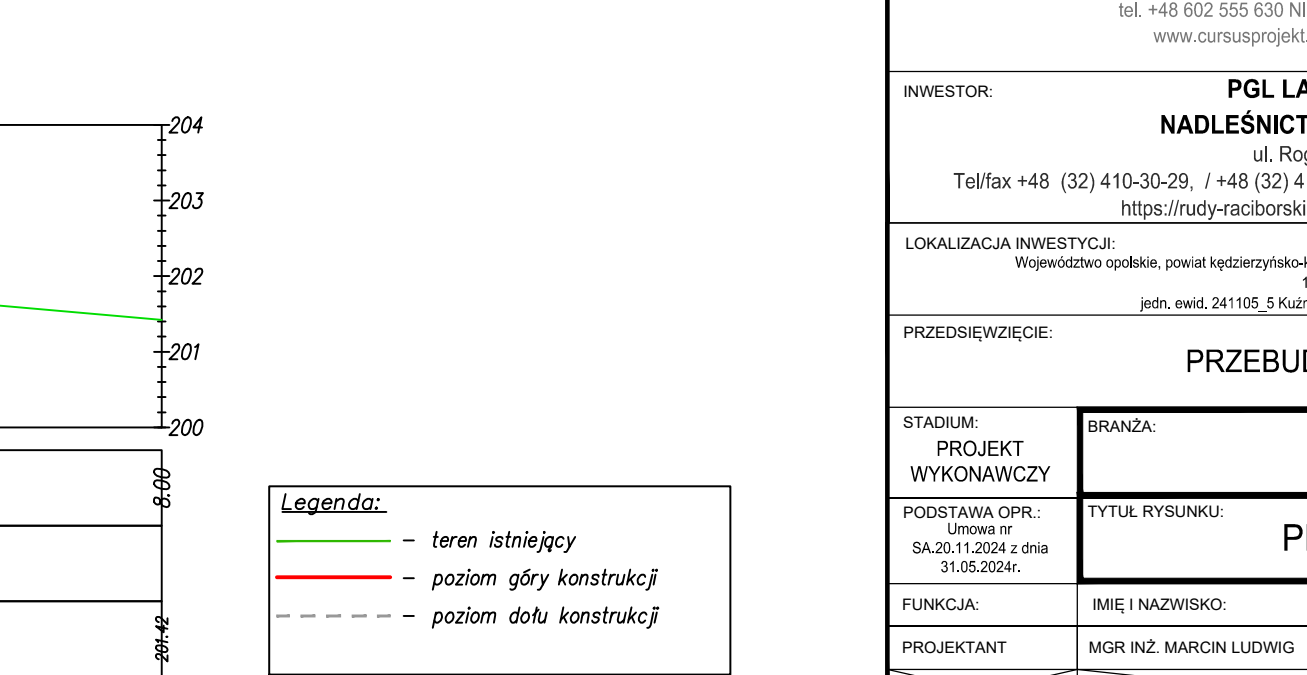 204
203
202
201
200
8.00
201.42
Legenda:
– teren istniejący
– poziom góry konstrukcji
– poziom dołu konstrukcji
tel. +48 602 555 630
www.cursusprojekt.
INWESTOR:
PGL
NADLEŚNICT
ul.
Tel/fax +48 (32) 410-30-29, / +48 (32) 4
https://rudy-raciborski
LOKALIZACJA INWESTYCJI:
Województwo opolskie, powiat kędzierzyńsko-
1
jedn. ewid. 241105_5
PRZEDSIĘWZIĘCIE:
PRZEBUD
STADIUM:
PROJEKT
WYKONAWCZY
BRANŻA:
PODSTAWA OPR.:
Umowa nr
SA.20.11.2024 z dnia
31.05.2024r.
TYTUŁ RYSUNKU:
FUNKCJA:
IMIĘ I NAZWISKO:
PROJEKTANT
MGR INŻ. MARCIN LUDWIG